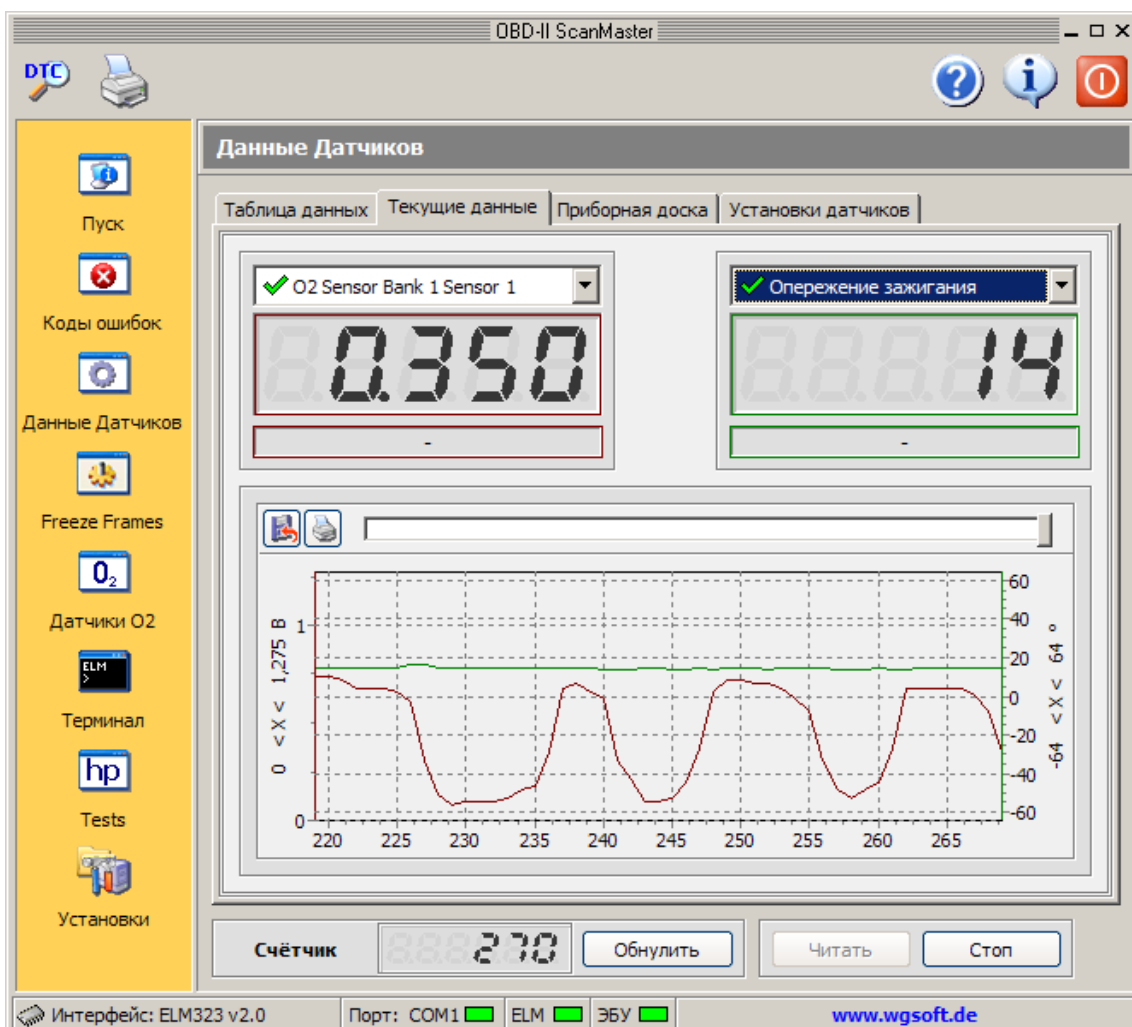 OBD-II ScanMaster
DTC
Данные Датчиков
Пуск
Коды ошибок
Данные Датчиков
Freeze Frames
O2
Датчики O2
ELM
>
Терминал
hp
Tests
Установки
Таблица данных Текущие данные Приборная доска Установки датчиков
O2 Sensor Bank 1 Sensor 1
0.350
-
Опережение зажигания
14
-
0 < X < 1,275 В
1
0
60
40
20
0
-20
-40
-60
-64 < X < 64 °
220 225 230 235 240 245 250 255 260 265
Счётчик 270 Обнулить Читать Стоп
Интерфейс: ELM323 v2.0 Порт: COM1 ELM ЭБУ www.wgsoft.de